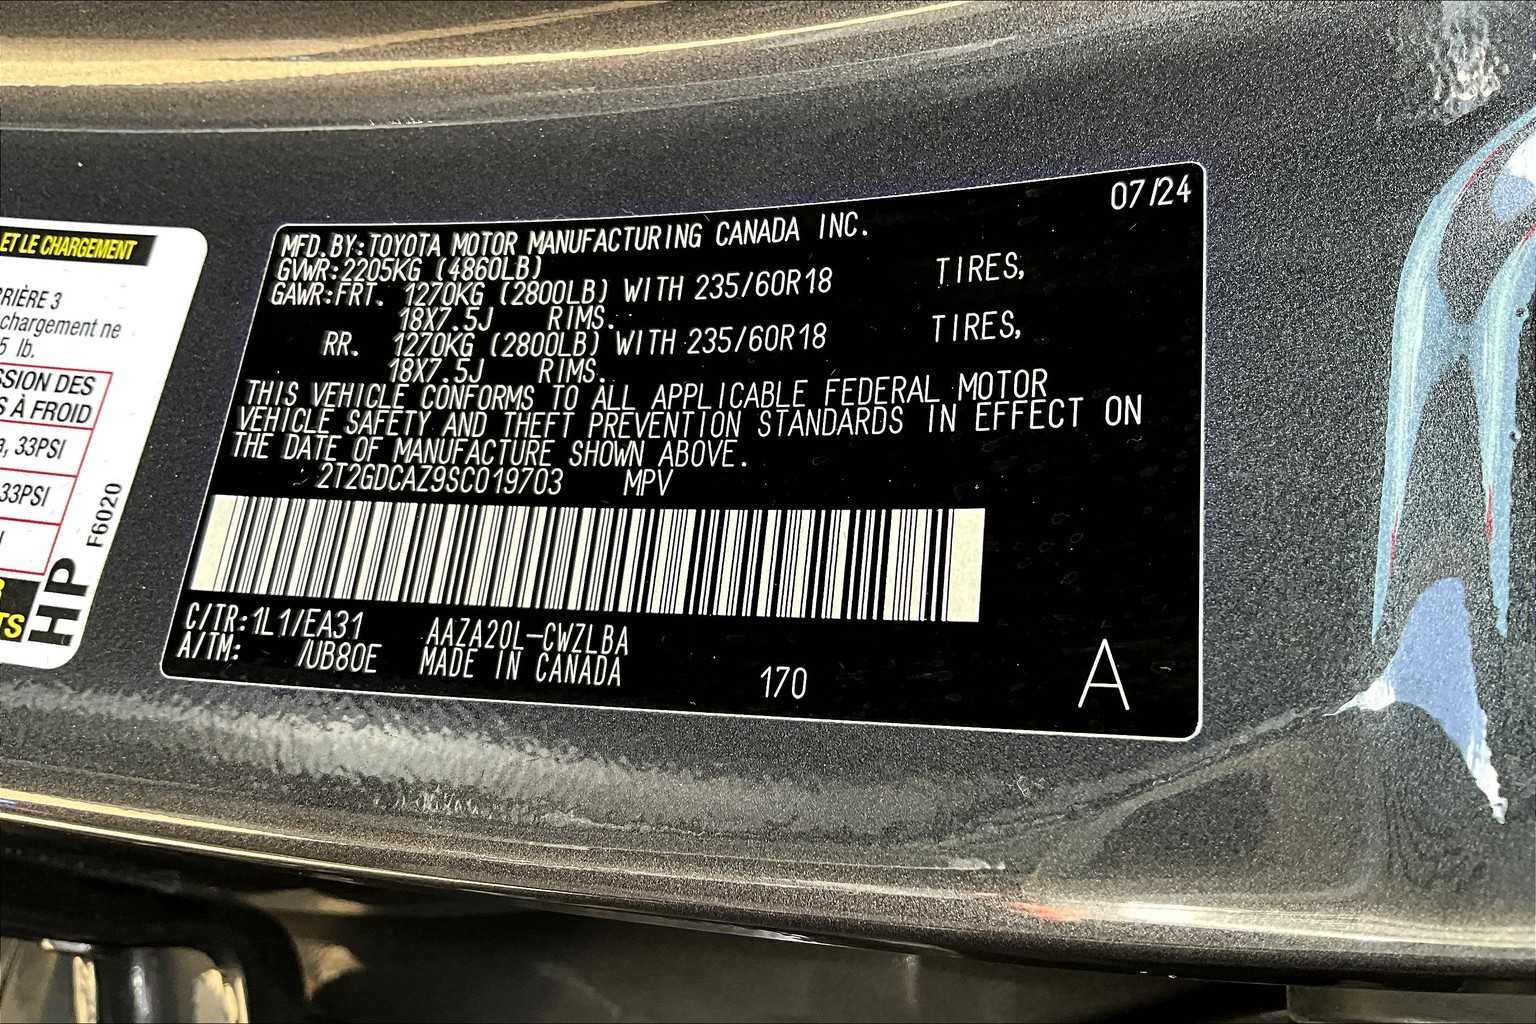 ET LE CHARGEMENT
RRIÈRE 3
chargement ne
5 lb.
SSION DES
S À FROID
, 33PSI
33PSI
F6020
HP
TS
07/24
MFD.BY:TOYOTA MOTOR MANUFACTURING CANADA INC.
GVWR:2205KG (4860LB)
GAWR:FRT. 1270KG (2800LB) WITH 235/60R18 TIRES,
18X7.5J RIMS.
RR. 1270KG (2800LB) WITH 235/60R18 TIRES,
18X7.5J RIMS.
THIS VEHICLE CONFORMS TO ALL APPLICABLE FEDERAL MOTOR
VEHICLE SAFETY AND THEFT PREVENTION STANDARDS IN EFFECT ON
THE DATE OF MANUFACTURE SHOWN ABOVE.
2T2GDCAZ9SC019703 MPV
C/TR:1L1/EA31 AAZA20L-CWZLBA
A/TM: /UB80E MADE IN CANADA
170
A